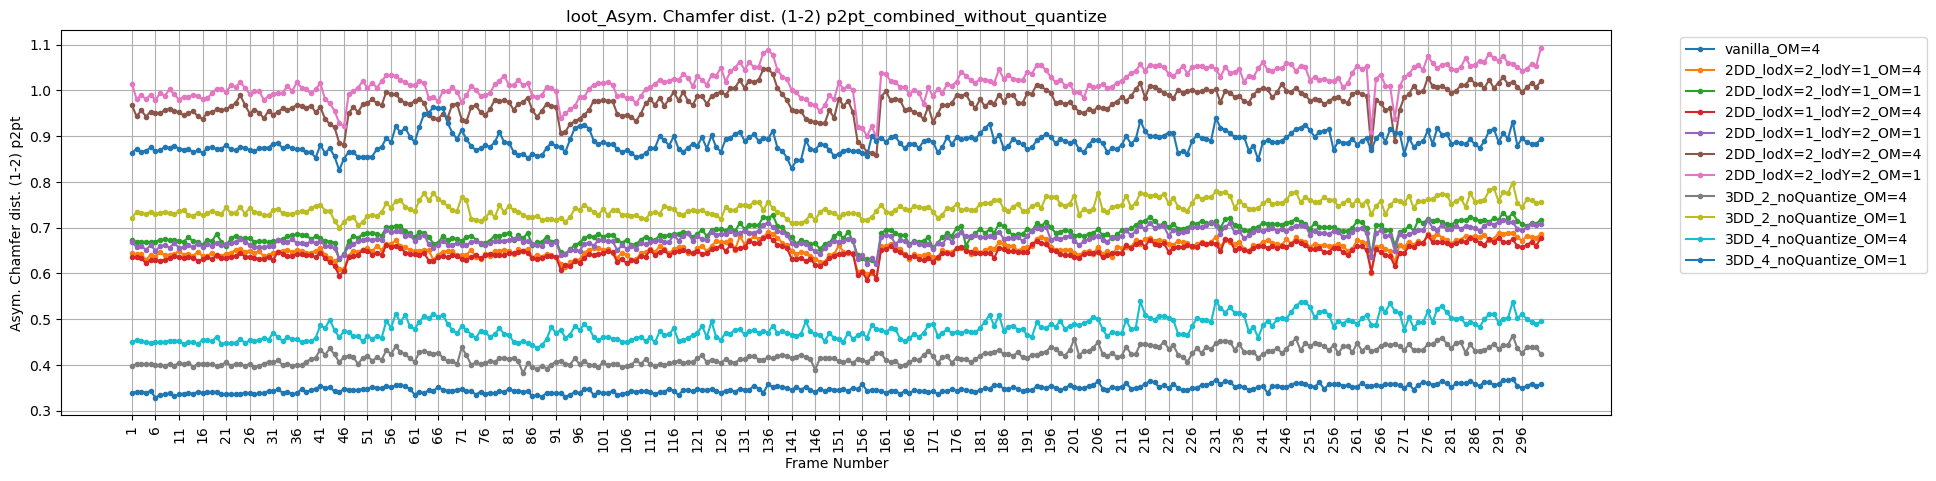 loot_Asym. Chamfer dist. (1-2) p2pt_combined_without_quantize
Asym. Chamfer dist. (1-2) p2pt
1.1
1.0
0.9
0.8
0.7
0.6
0.5
0.4
0.3
1 6 11 16 21 26 31 36 41 46 51 56 61 66 71 76 81 86 91 96 101 106 111 116 121 126 131 136 141 146 151 156 161 166 171 176 181 186 191 196 201 206 211 216 221 226 231 236 241 246 251 256 261 266 271 276 281 286 291 296
Frame Number
vanilla_OM=4
2DD_lodX=2_lodY=1_OM=4
2DD_lodX=2_lodY=1_OM=1
2DD_lodX=1_lodY=2_OM=4
2DD_lodX=1_lodY=2_OM=1
2DD_lodX=2_lodY=2_OM=4
2DD_lodX=2_lodY=2_OM=1
3DD_2_noQuantize_OM=4
3DD_2_noQuantize_OM=1
3DD_4_noQuantize_OM=4
3DD_4_noQuantize_OM=1